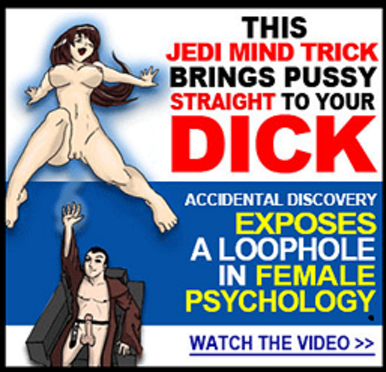 THIS
JEDI MIND TRICK
BRINGS PUSSY
STRAIGHT TO YOUR
DICK
ACCIDENTAL DISCOVERY
EXPOSES
A LOOPHOLE
IN FEMALE
PSYCHOLOGY
WATCH THE VIDEO >>